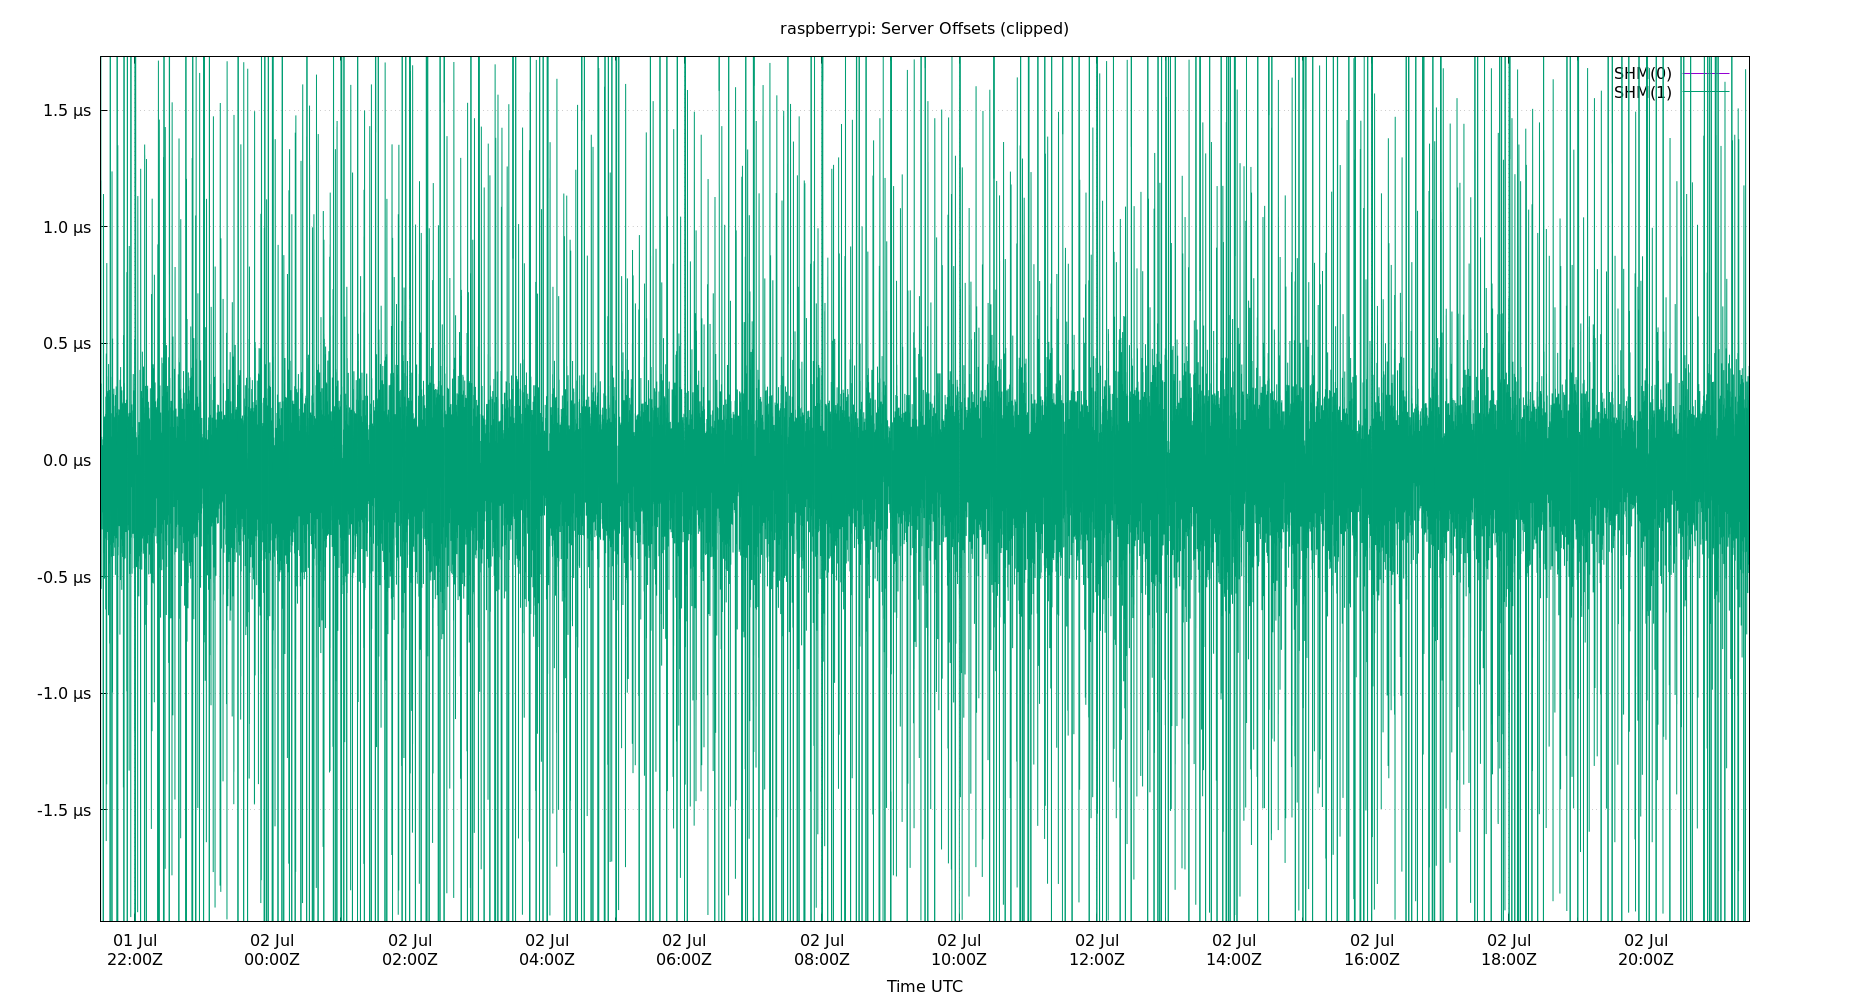 raspberrypi: Server Offsets (clipped)
SHM(0)
SHM(1)
1.5 µs
1.0 µs
0.5 µs
0.0 µs
-0.5 µs
-1.0 µs
-1.5 µs
01 Jul 02 Jul 02 Jul 02 Jul 02 Jul 02 Jul 02 Jul 02 Jul 02 Jul 02 Jul 02 Jul 02 Jul
22:00Z 00:00Z 02:00Z 04:00Z 06:00Z 08:00Z 10:00Z 12:00Z 14:00Z 16:00Z 18:00Z 20:00Z
Time UTC